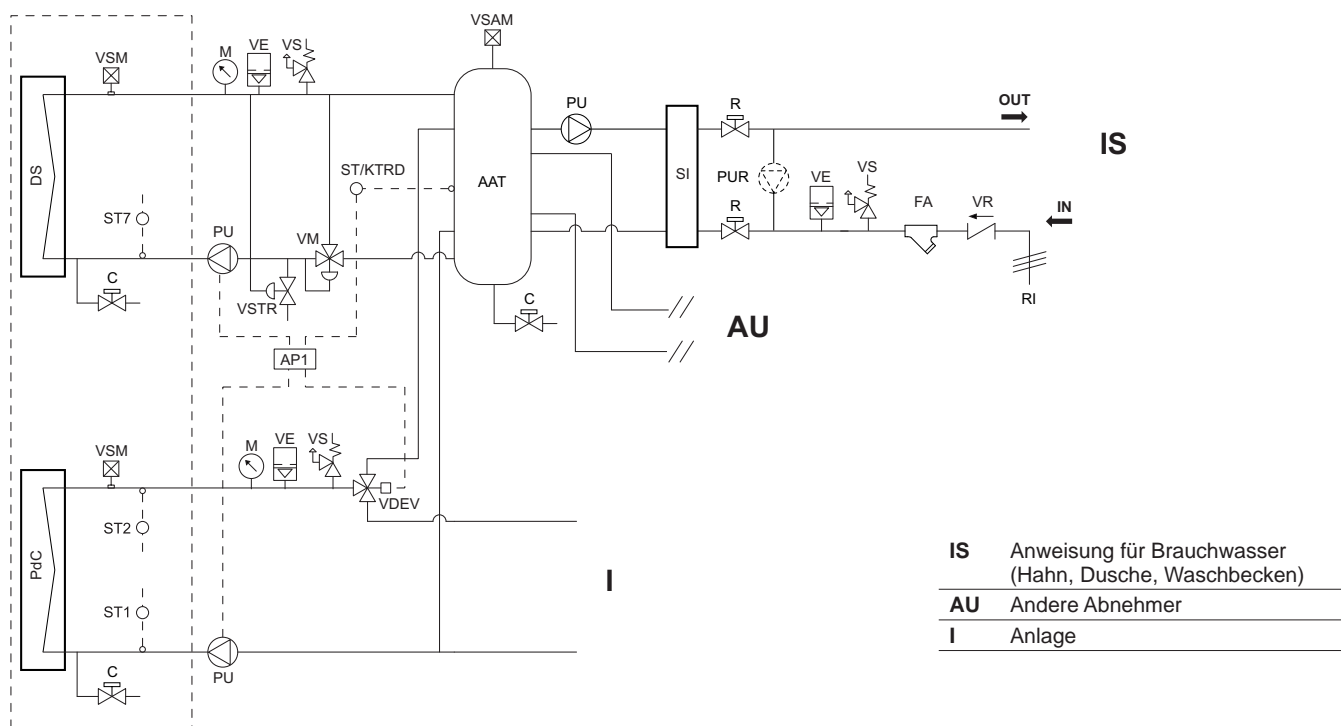 VSAM
VSM
M
VE
VS
PU
R
OUT
IS
DS
ST/KTRD
AAT
SI
PUR
VE
VS
FA
VR
IN
ST7
PU
VM
R
C
VSTR
C
RI
AU
AP1
VSM
M
VE
VS
VDEV
PdC
ST2
ST1
I
C
PU
IS Anweisung für Brauchwasser
(Hahn, Dusche, Waschbecken)
AU Andere Abnehmer
I Anlage